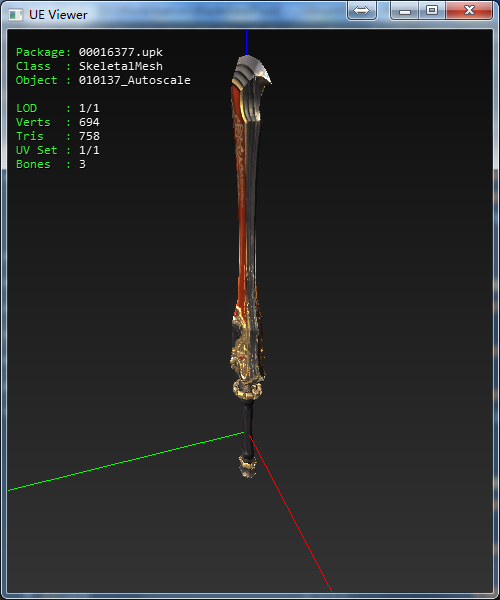 UE Viewer
Package: 00016377.upk
Class : SkeletalMesh
Object : 010137_Autoscale
LOD : 1/1
Verts : 694
Tris : 758
UV Set : 1/1
Bones : 3